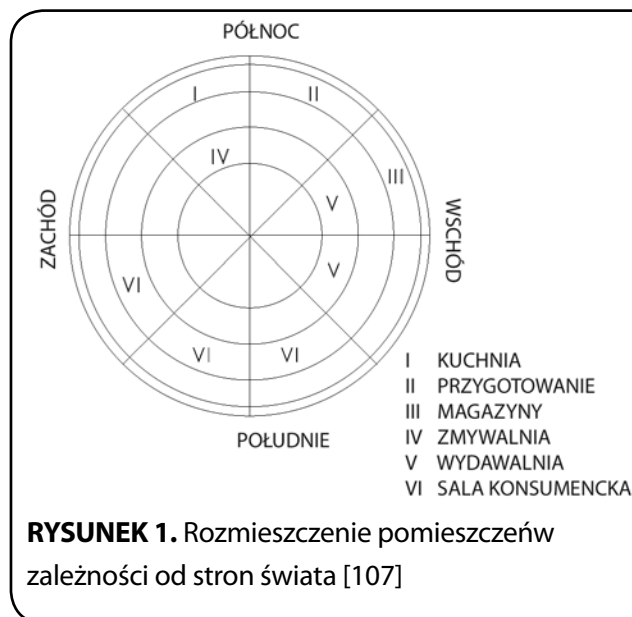 PÓŁNOC
I
II
IV
III
V
ZACHÓD
WSCHÓD
V
VI
VI
VI
POŁUDNIE
I KUCHNIA
II PRZYGOTOWANIE
III MAGAZYNY
IV ZMYWALNIA
V WYDAWALNIA
VI SALA KONSUMENCKA
RYSUNEK 1. Rozmieszczenie pomieszczeńw
zależności od stron świata [107]